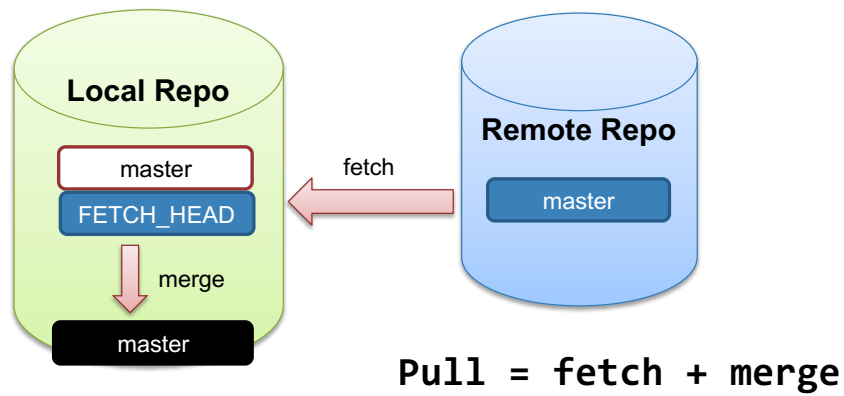 Local Repo
master
FETCH_HEAD
merge
master
fetch
Remote Repo
master
Pull = fetch + merge